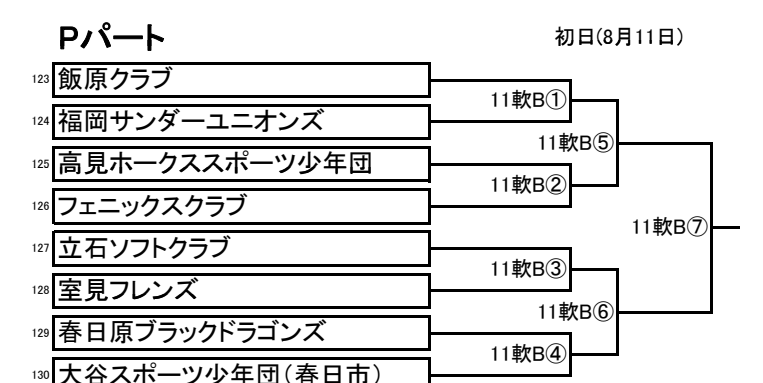 Pパート 初日(8月11日)
123 飯原クラブ
11軟B①
124 福岡サンダーユニオンズ
11軟B⑤
125 高見ホークススポーツ少年団
11軟B②
126 フェニックスクラブ
11軟B⑦
127 立石ソフトクラブ
11軟B③
128 室見フレンズ
11軟B⑥
129 春日原ブラックドラゴンズ
11軟B④
130 大谷スポーツ少年団(春日市)